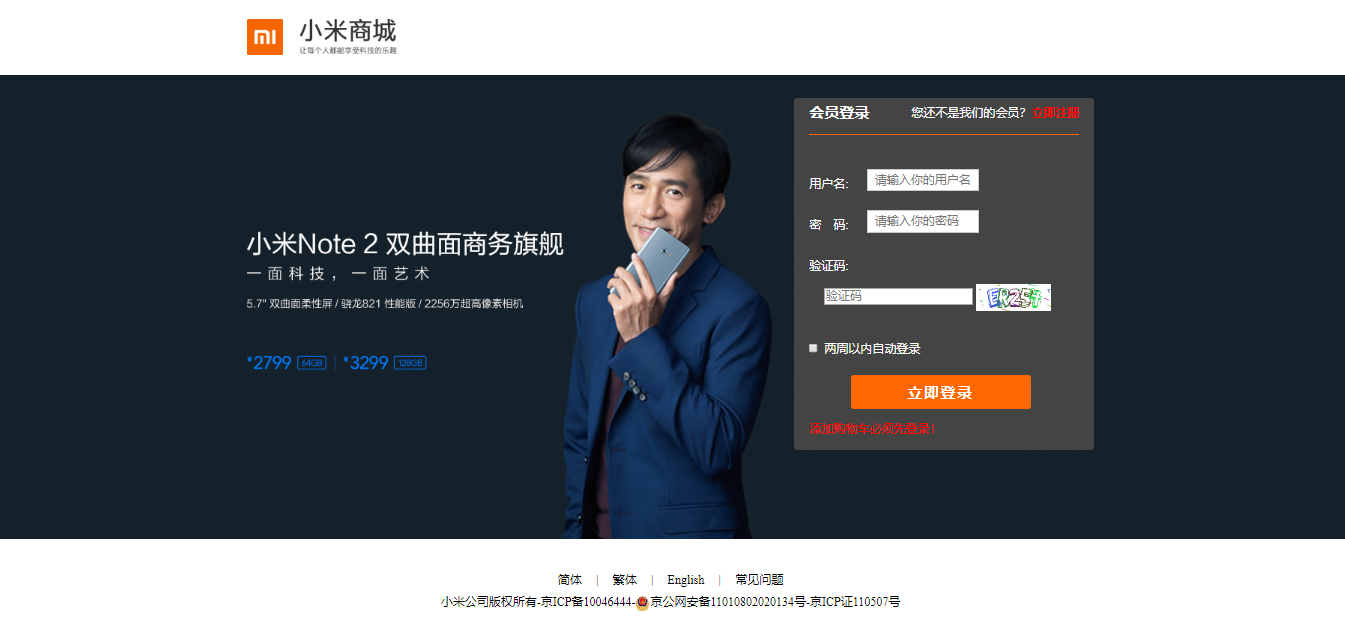 小米商城
让每个人都能享受科技的乐趣
会员登录 您还不是我们的会员? 立即注册
用户名: 请输入你的用户名
密 码: 请输入你的密码
验证码:
验证码
两周以内自动登录
立即登录
添加购物车必须先登录!
小米Note 2 双曲面商务旗舰
一面科技，一面艺术
5.7" 双曲面柔性屏 / 骁龙821 性能版 / 2256万超高像素相机
¥2799 64GB | ¥3299 128GB
简体 | 繁体 | English | 常见问题
小米公司版权所有-京ICP备10046444-京公网安备11010802020134号-京ICP证110507号